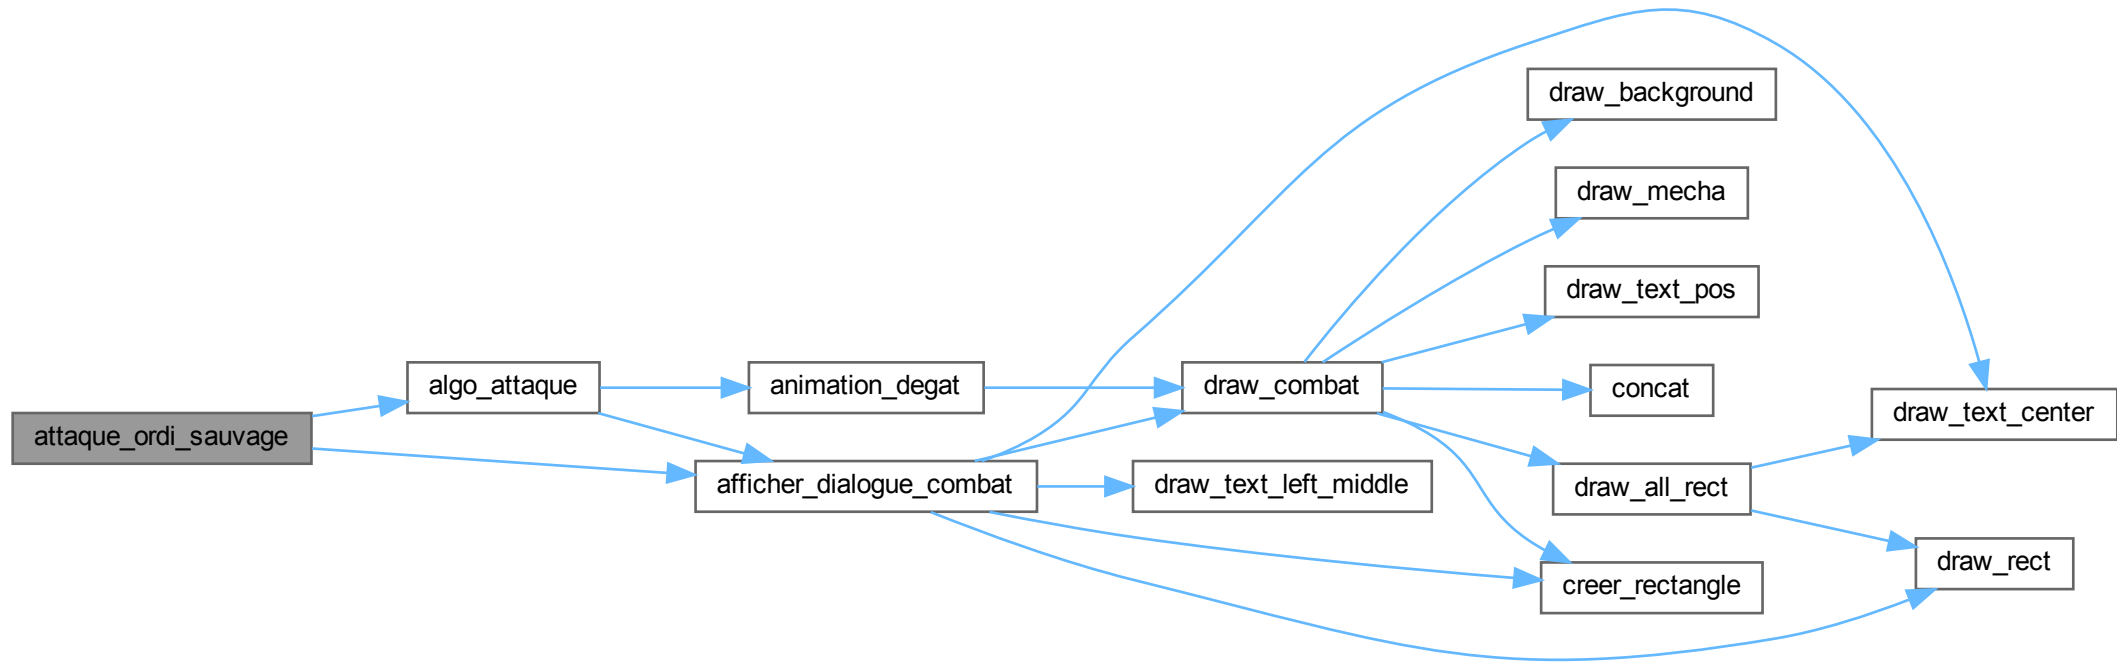 attaque_ordi_sauvage
algo_attaque
afficher_dialogue_combat
animation_degat
draw_combat
draw_text_left_middle
draw_background
draw_mecha
draw_text_pos
concat
draw_all_rect
creer_rectangle
draw_text_center
draw_rect